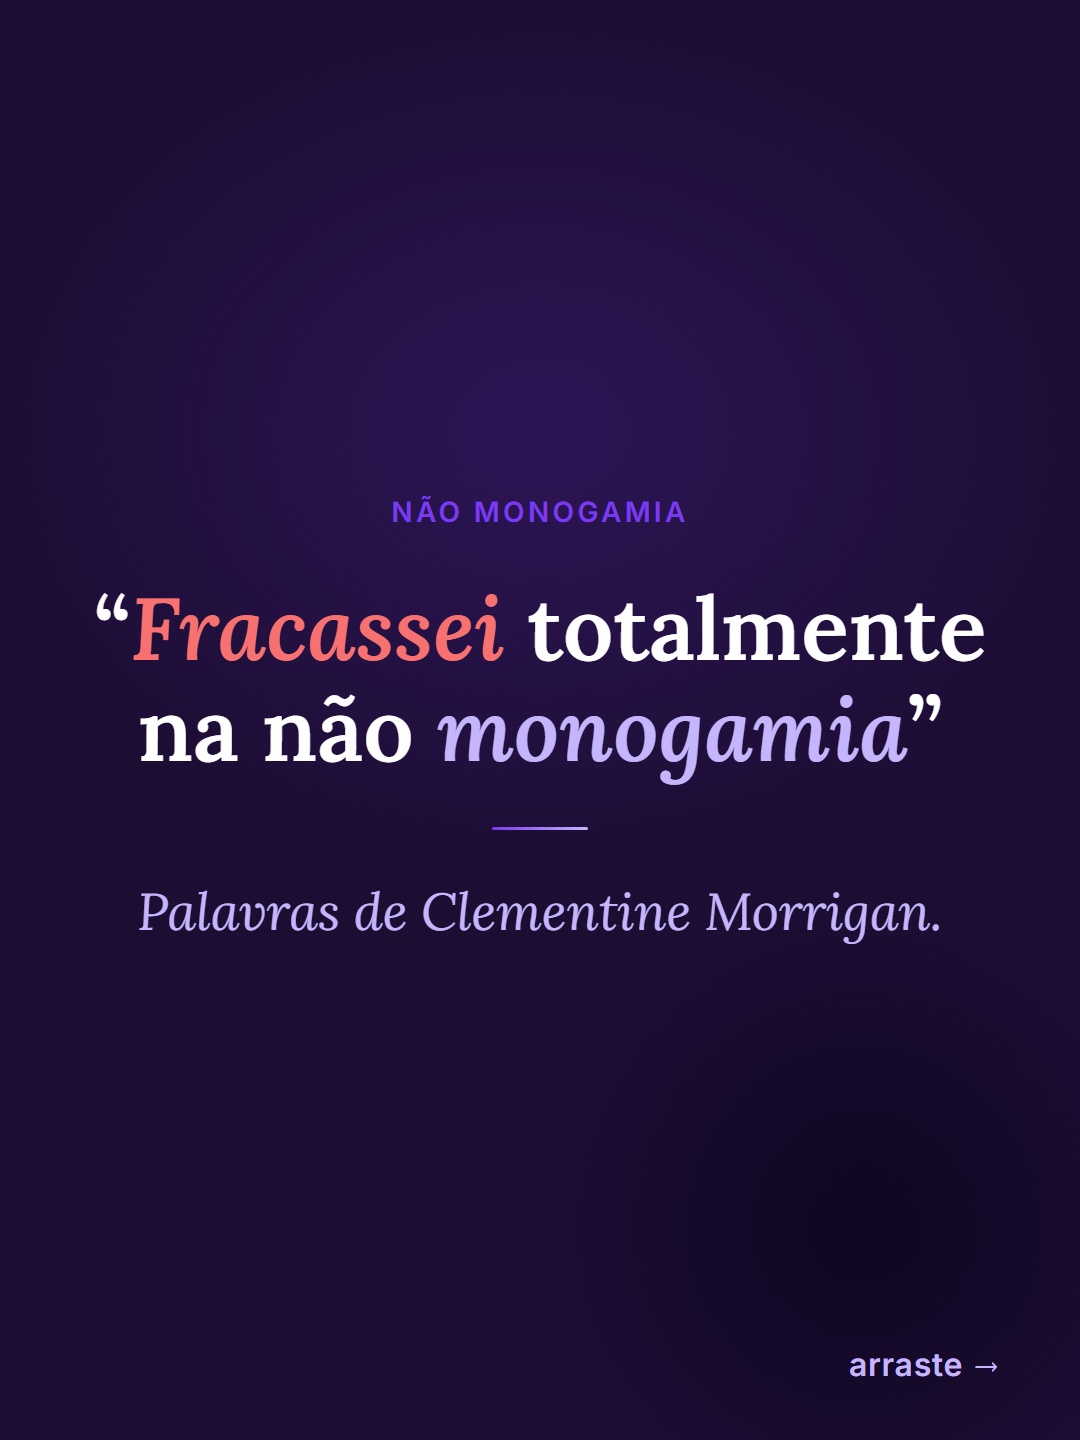 NÃO MONOGAMIA
“Fracassei totalmente
na não monogamia”
Palavras de Clementine Morrigan.
arraste →